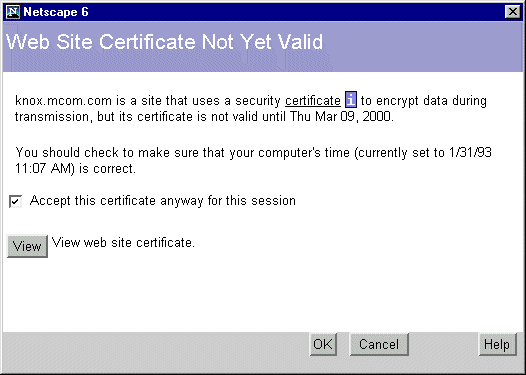 Netscape 6
Web Site Certificate Not Yet Valid
knox.mcom.com is a site that uses a security certificate i to encrypt data during
transmission, but its certificate is not valid until Thu Mar 09, 2000.
You should check to make sure that your computer's time (currently set to 1/31/93
11:07 AM) is correct.
Accept this certificate anyway for this session
View View web site certificate.
OK Cancel Help